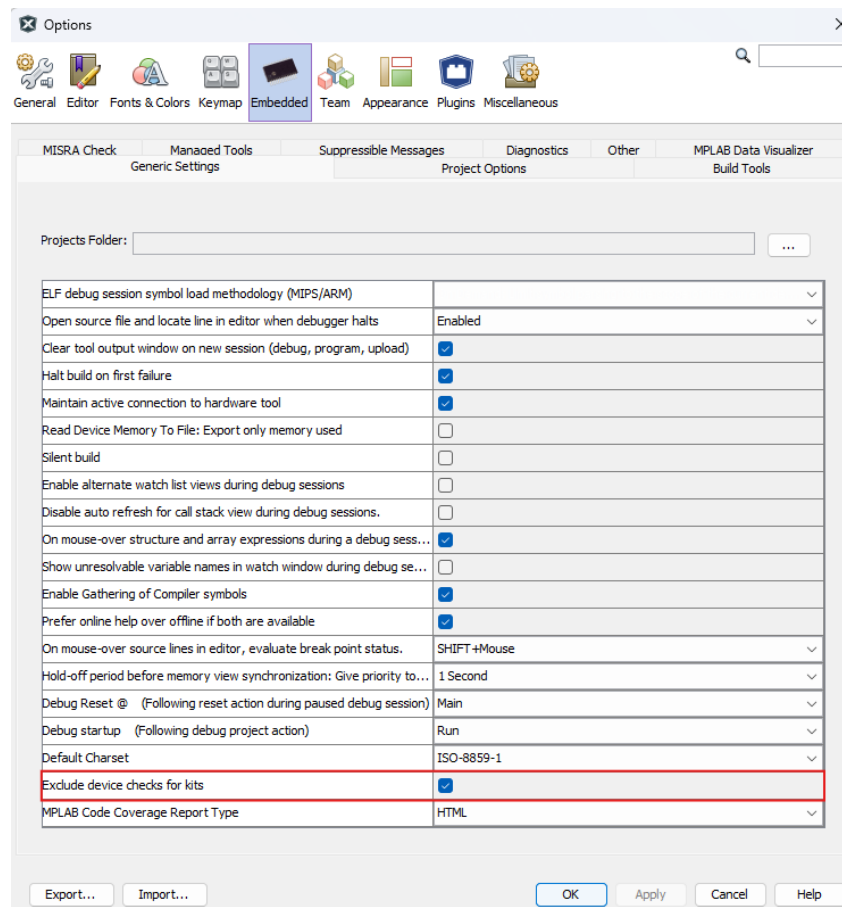 Options
General Editor Fonts & Colors Keymap Embedded Team Appearance Plugins Miscellaneous
MISRA Check Managed Tools Suppressible Messages Diagnostics Other MPLAB Data Visualizer
Generic Settings Project Options Build Tools
Projects Folder: ...
ELF debug session symbol load methodology (MIPS/ARM)
Open source file and locate line in editor when debugger halts Enabled
Clear tool output window on new session (debug, program, upload)
Halt build on first failure
Maintain active connection to hardware tool
Read Device Memory To File: Export only memory used
Silent build
Enable alternate watch list views during debug sessions
Disable auto refresh for call stack view during debug sessions.
On mouse-over structure and array expressions during a debug sess...
Show unresolvable variable names in watch window during debug se...
Enable Gathering of Compiler symbols
Prefer online help over offline if both are available
On mouse-over source lines in editor, evaluate break point status. SHIFT+Mouse
Hold-off period before memory view synchronization: Give priority to... 1 Second
Debug Reset @ (Following reset action during paused debug session) Main
Debug startup (Following debug project action) Run
Default Charset ISO-8859-1
Exclude device checks for kits
MPLAB Code Coverage Report Type HTML
Export... Import... OK Apply Cancel Help